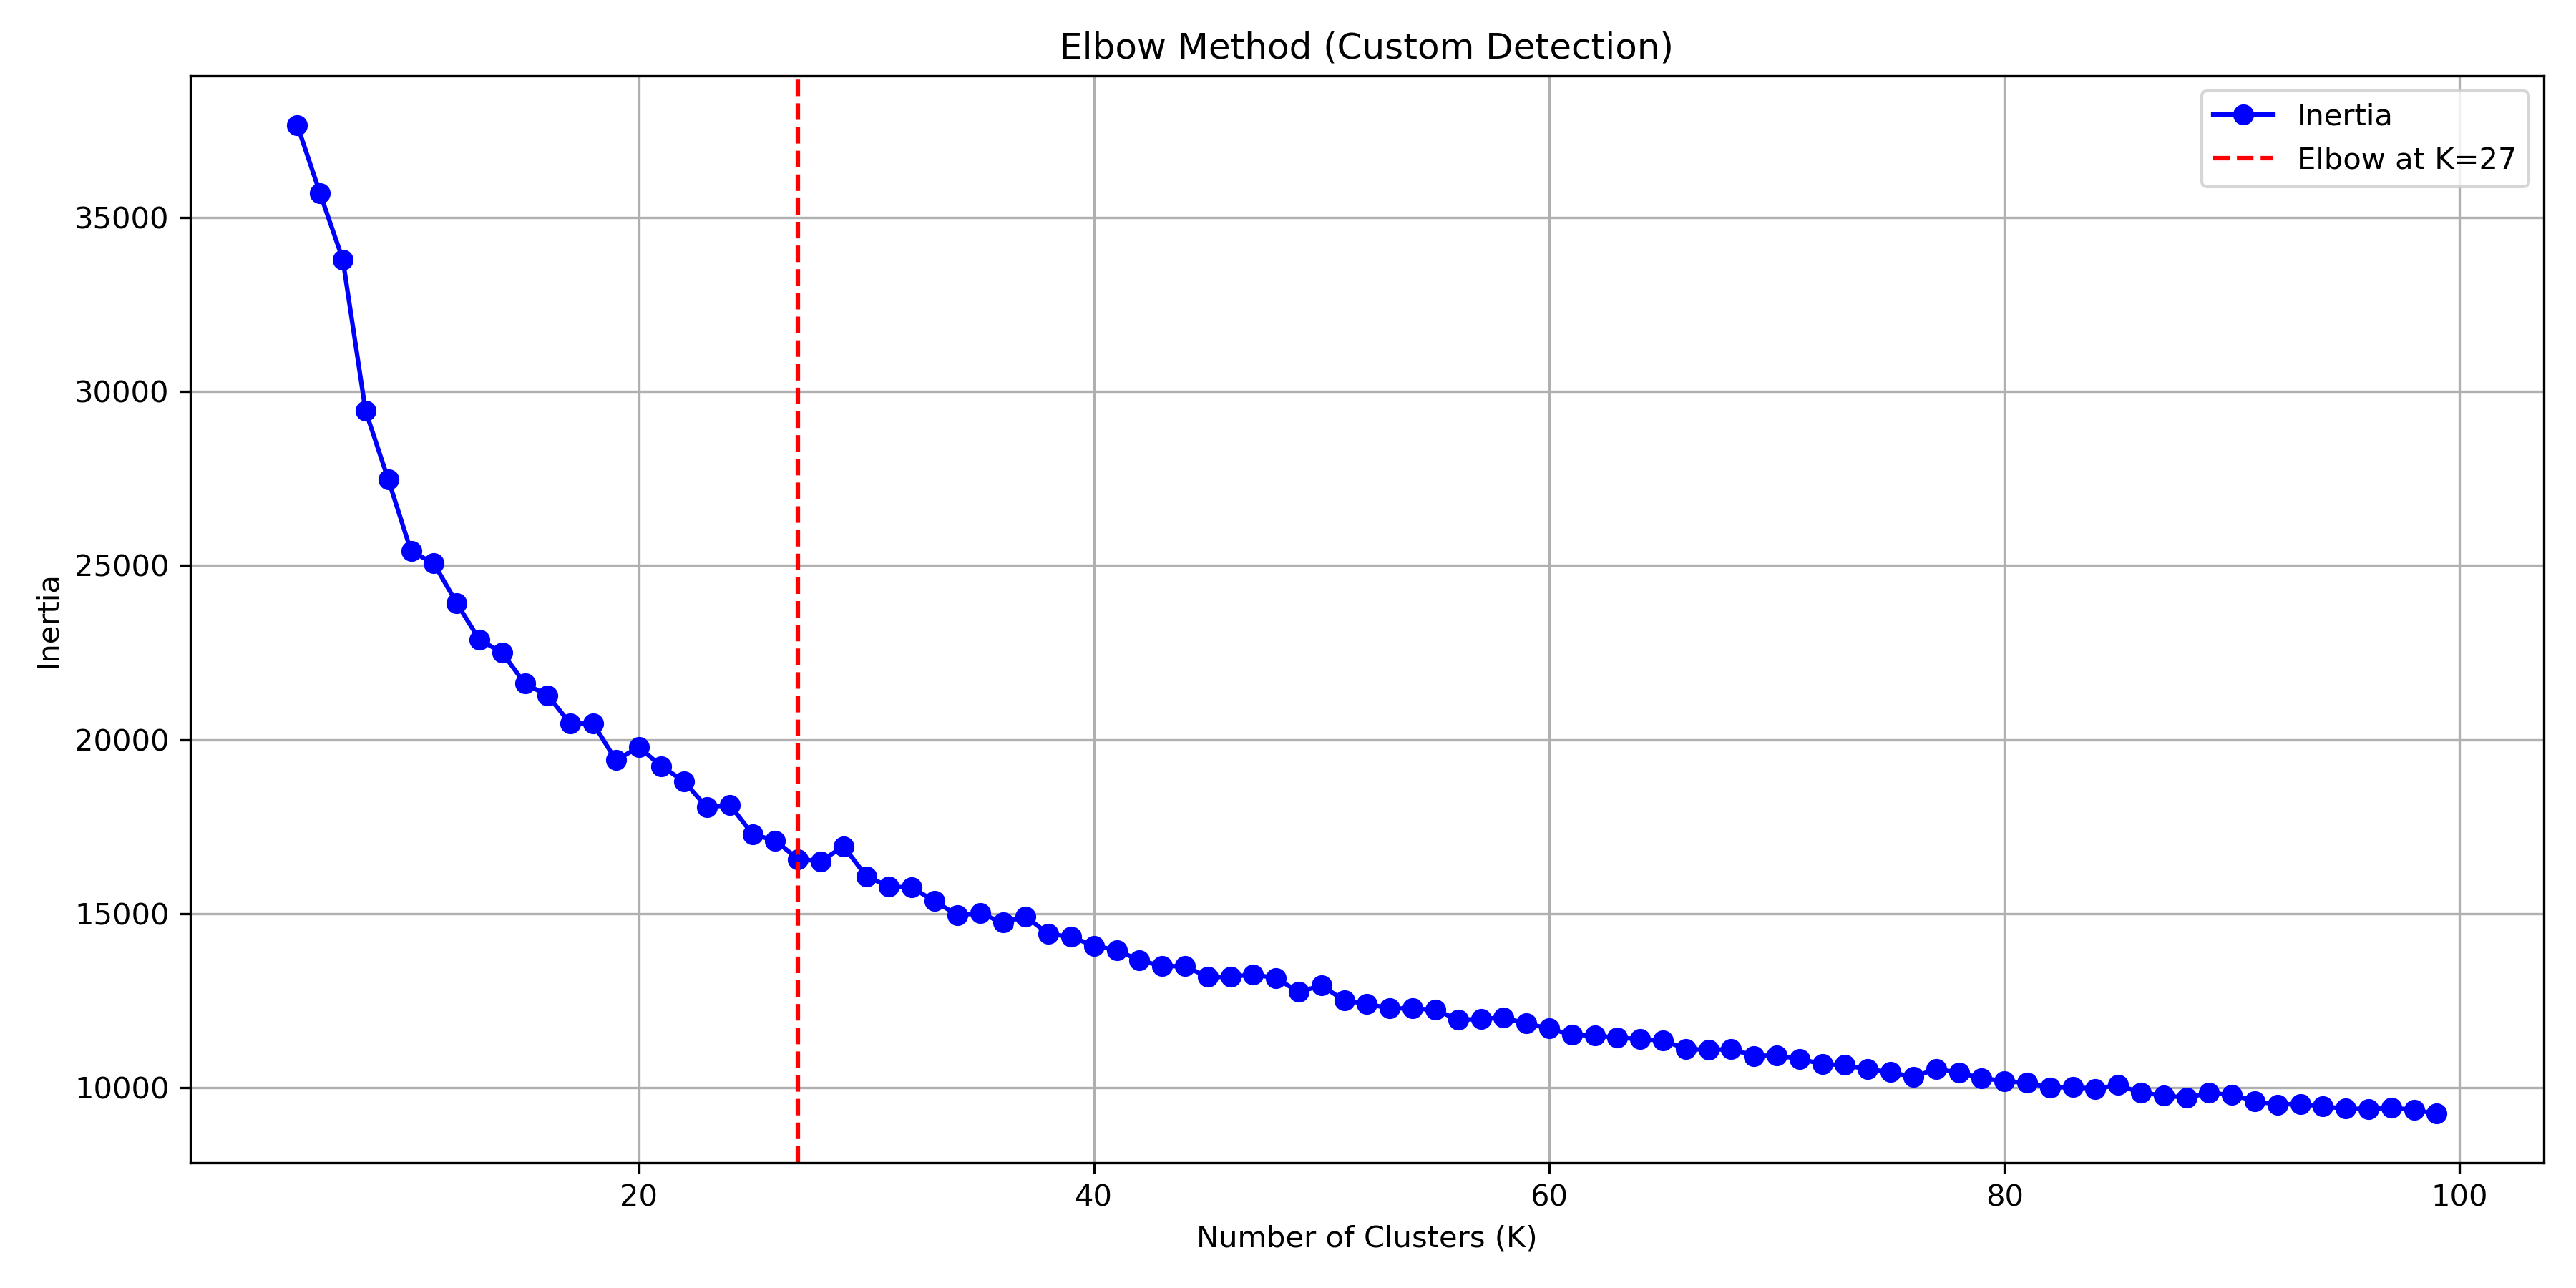 Elbow Method (Custom Detection)
Inertia
Elbow at K=27
Inertia
35000
30000
25000
20000
15000
10000
20
40
60
80
100
Number of Clusters (K)